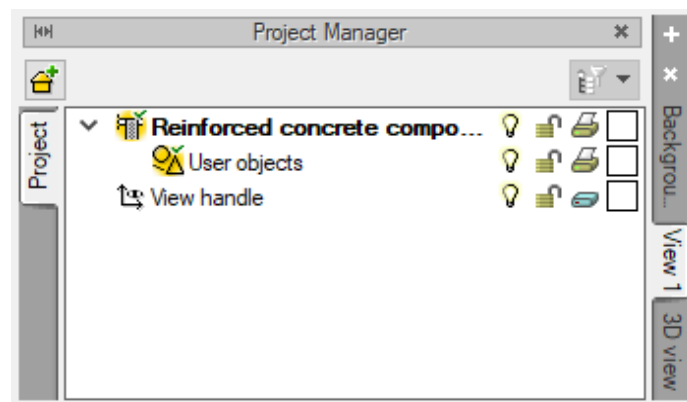 Project Manager
Project
Reinforced concrete compo...
User objects
View handle
Backgrou...
View 1
3D view